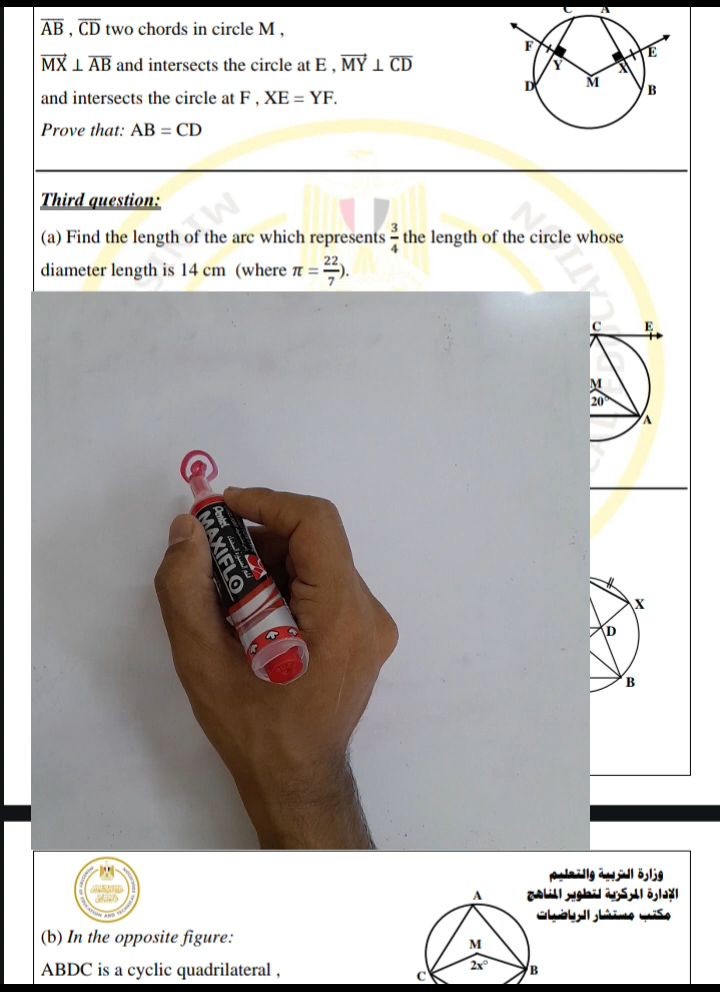 AB , CD two chords in circle M ,
MX ⊥ AB and intersects the circle at E , MY ⊥ CD
and intersects the circle at F , XE = YF.
Prove that: AB = CD
C A
F E
Y X
D M B
Third question:
(a) Find the length of the arc which represents 3/4 the length of the circle whose
diameter length is 14 cm (where π = 22/7).
C E
M
20°
A
Pentel
MAXIFLO
X
D
B
وزارة التربية والتعليم
الإدارة المركزية لتطوير المناهج
مكتب مستشار الرياضيات
A
(b) In the opposite figure:
M
2x°
ABDC is a cyclic quadrilateral ,
C B